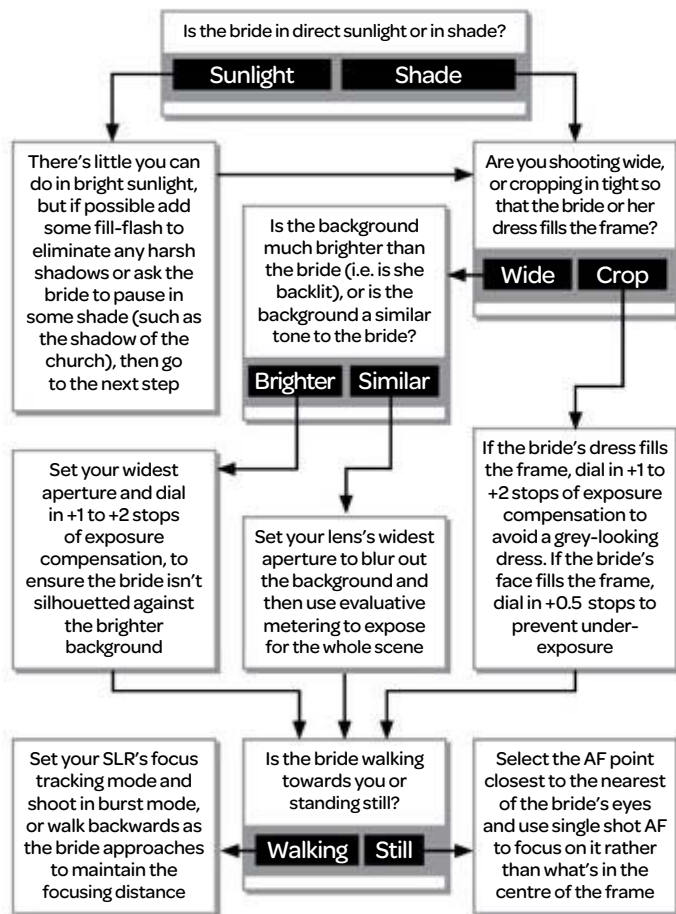 Is the bride in direct sunlight or in shade?
Sunlight
Shade
There's little you can
do in bright sunlight,
but if possible add
some fill-flash to
eliminate any harsh
shadows or ask the
bride to pause in
some shade (such as
the shadow of the
church), then go
to the next step
Are you shooting wide,
or cropping in tight so
that the bride or her
dress fills the frame?
Wide
Crop
Is the background
much brighter than
the bride (i.e. is she
backlit), or is the
background a similar
tone to the bride?
Brighter
Similar
Set your widest
aperture and dial
in +1 to +2 stops
of exposure
compensation, to
ensure the bride isn't
silhouetted against
the brighter
background
Set your lens's widest
aperture to blur out
the background and
then use evaluative
metering to expose
for the whole scene
If the bride's dress fills
the frame, dial in +1 to
+2 stops of exposure
compensation to
avoid a grey-looking
dress. If the bride's
face fills the frame,
dial in +0.5 stops to
prevent under-
exposure
Set your SLR's focus
tracking mode and
shoot in burst mode,
or walk backwards as
the bride approaches
to maintain the
focusing distance
Is the bride walking
towards you or
standing still?
Walking
Still
Select the AF point
closest to the nearest
of the bride's eyes
and use single shot AF
to focus on it rather
than what's in the
centre of the frame